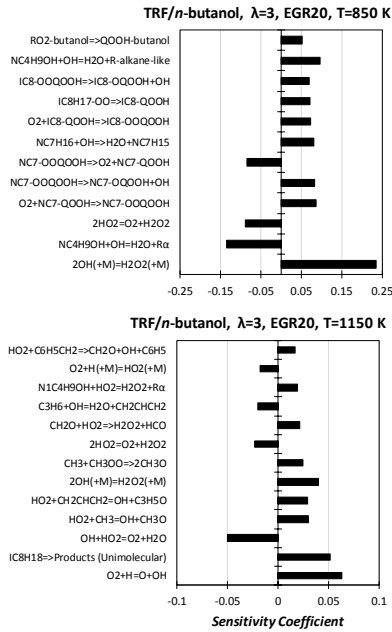 TRF/n-butanol, λ=3, EGR20, T=850 K
RO2-butanol=>QOOH-butanol
NC4H9OH+OH=H2O+R-alkane-like
IC8-OOQOOH=>IC8-OQOOH+OH
IC8H17-OO=>IC8-QOOH
O2+IC8-QOOH=>IC8-OOQOOH
NC7H16+OH=>H2O+NC7H15
NC7-OOQOOH=>O2+NC7-QOOH
NC7-OOQOOH=>NC7-OQOOH+OH
O2+NC7-QOOH=>NC7-OOQOOH
2HO2=O2+H2O2
NC4H9OH+OH=H2O+Rα
2OH(+M)=H2O2(+M)
-0.25 -0.15 -0.05 0.05 0.15 0.25
TRF/n-butanol, λ=3, EGR20, T=1150 K
HO2+C6H5CH2=>CH2O+OH+C6H5
O2+H(+M)=HO2(+M)
N1C4H9OH+HO2=H2O2+Rα
C3H6+OH=H2O+CH2CHCH2
CH2O+HO2=>H2O2+HCO
2HO2=O2+H2O2
CH3+CH3OO=>2CH3O
2OH(+M)=H2O2(+M)
HO2+CH2CHCH2=OH+C3H5O
HO2+CH3=OH+CH3O
OH+HO2=O2+H2O
IC8H18=>Products (Unimolecular)
O2+H=O+OH
-0.1 -0.05 0 0.05 0.1
Sensitivity Coefficient